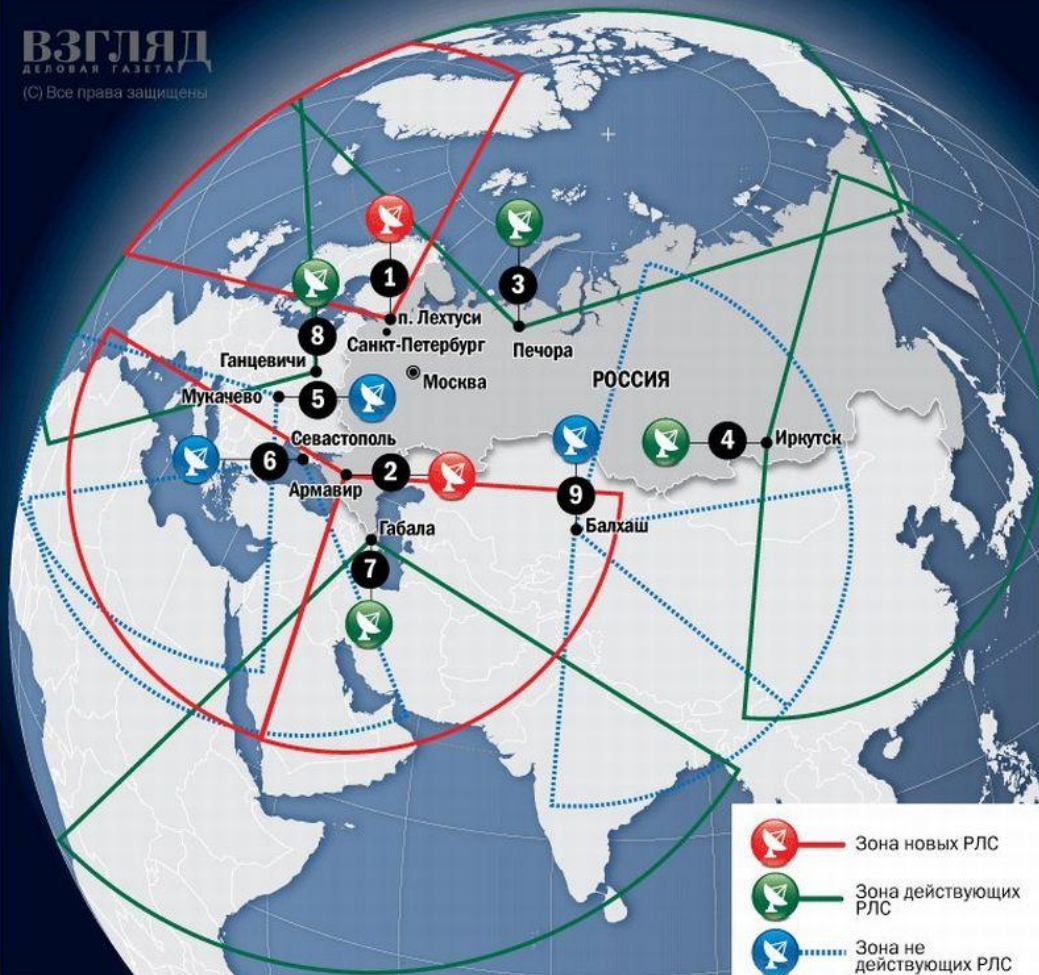 ВЗГЛЯД
ДЕЛОВАЯ ГАЗЕТА
(С) Все права защищены
1
3
п. Лехтуси
8
Санкт-Петербург
Печора
Ганцевичи
Москва
РОССИЯ
Мукачево
5
Севастополь
4
Иркутск
6
2
Армавир
9
Балхаш
Габала
7
Зона новых РЛС
Зона действующих
РЛС
Зона не
действующих РЛС